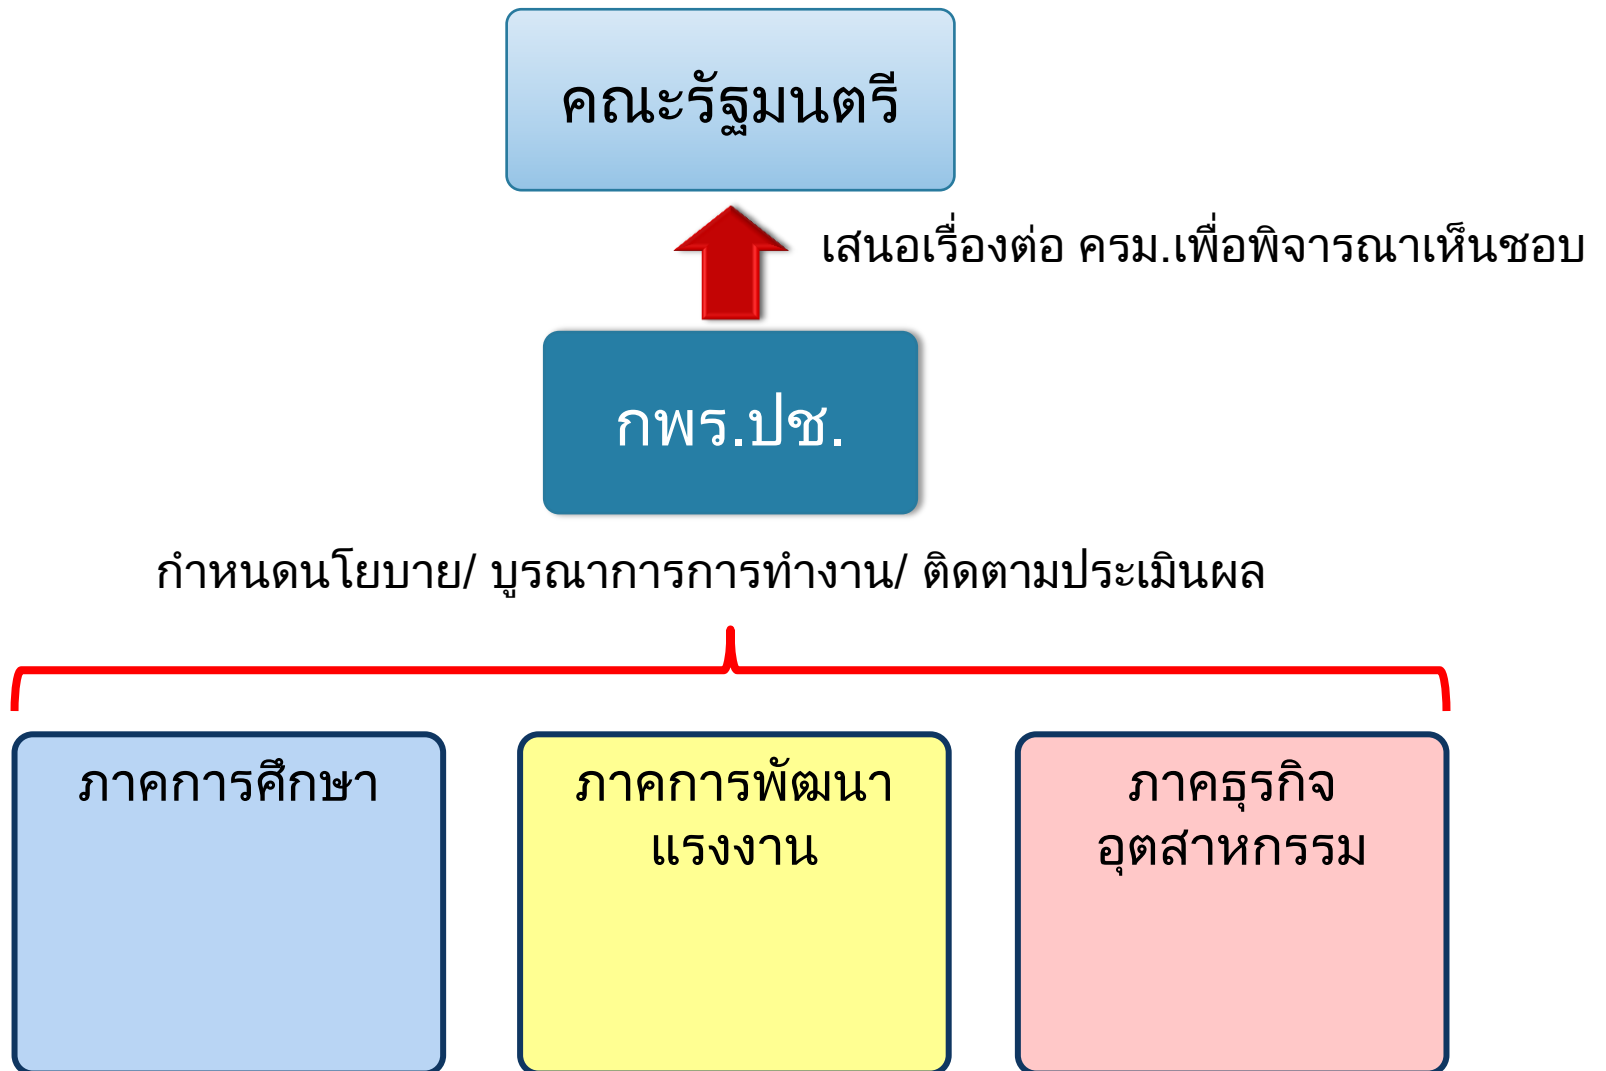 คณะรัฐมนตรี
เสนอเรื่องต่อ ครม.เพื่อพิจารณาเห็นชอบ
กพร.ปช.
กำหนดนโยบาย/ บูรณาการการทำงาน/ ติดตามประเมินผล
ภาคการศึกษา
ภาคการพัฒนา
แรงงาน
ภาคธุรกิจ
อุตสาหกรรม